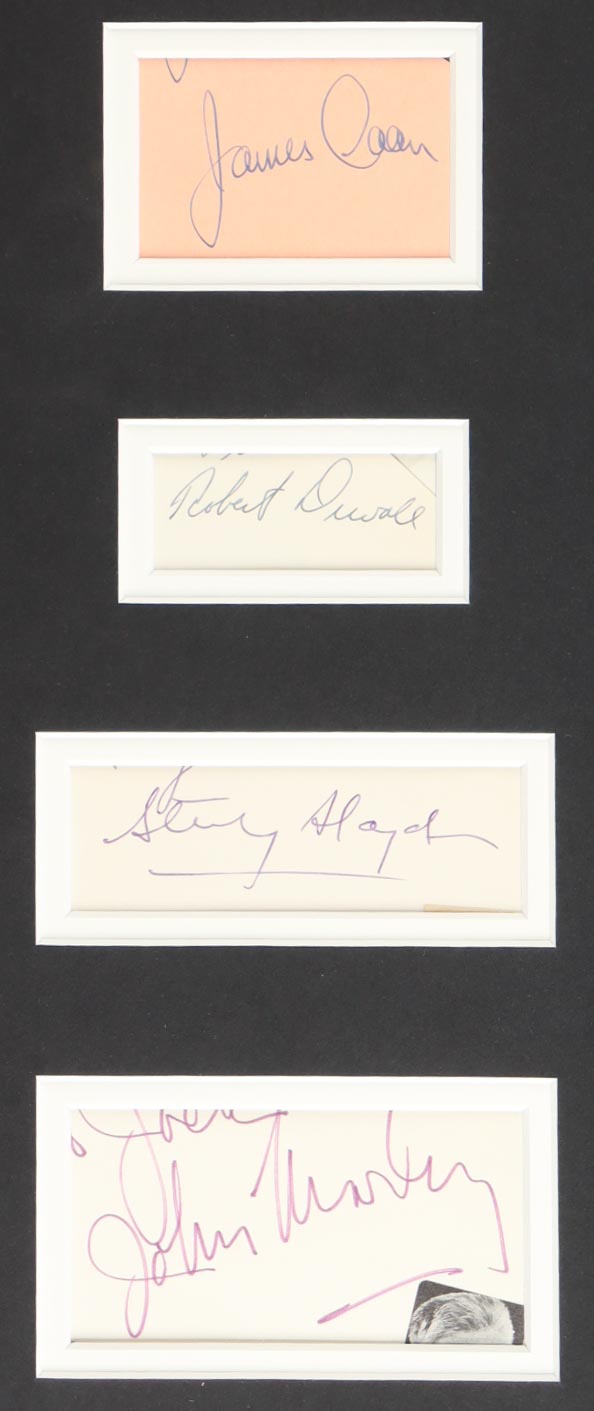 James Caan
Robert Duvall
Sterling Hayden
John Marley